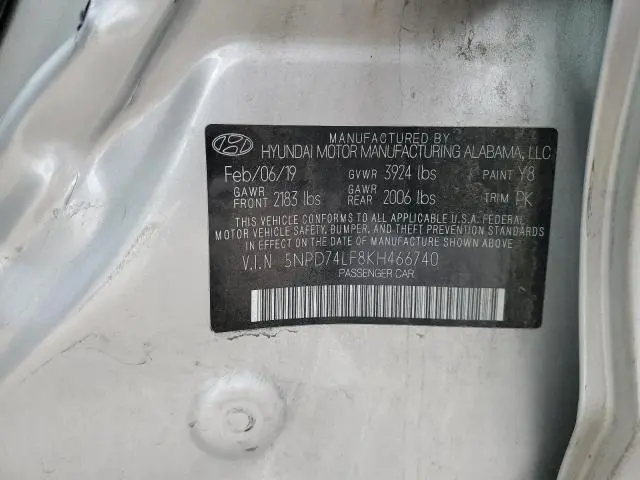 MANUFACTURED BY
HYUNDAI MOTOR MANUFACTURING ALABAMA, LLC
Feb/06/19 GVWR 3924 lbs PAINT Y8
GAWR FRONT 2183 lbs GAWR REAR 2006 lbs TRIM PK
THIS VEHICLE CONFORMS TO ALL APPLICABLE U.S.A. FEDERAL
MOTOR VEHICLE SAFETY, BUMPER, AND THEFT PREVENTION STANDARDS
IN EFFECT ON THE DATE OF MANUFACTURE SHOWN ABOVE.
V.I.N 5NPD74LF8KH466740
PASSENGER CAR